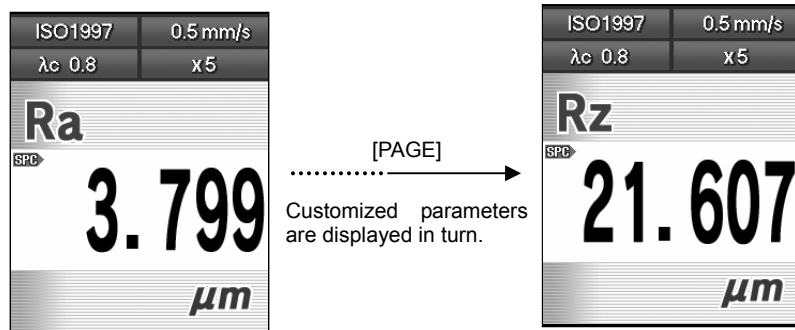 ISO1997 0.5 mm/s
λc 0.8 x5
Ra
SPC
3.799
µm
[PAGE]
Customized parameters
are displayed in turn.
ISO1997 0.5 mm/s
λc 0.8 x5
Rz
SPC
21.607
µm